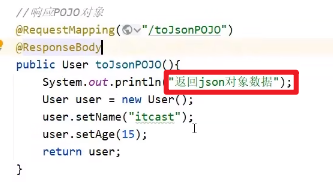 //响应POJO对象
@RequestMapping("/toJsonPOJO")
@ResponseBody
public User toJsonPOJO(){
System.out.println("返回json对象数据");
User user = new User();
user.setName("itcast");
user.setAge(15);
return user;
}